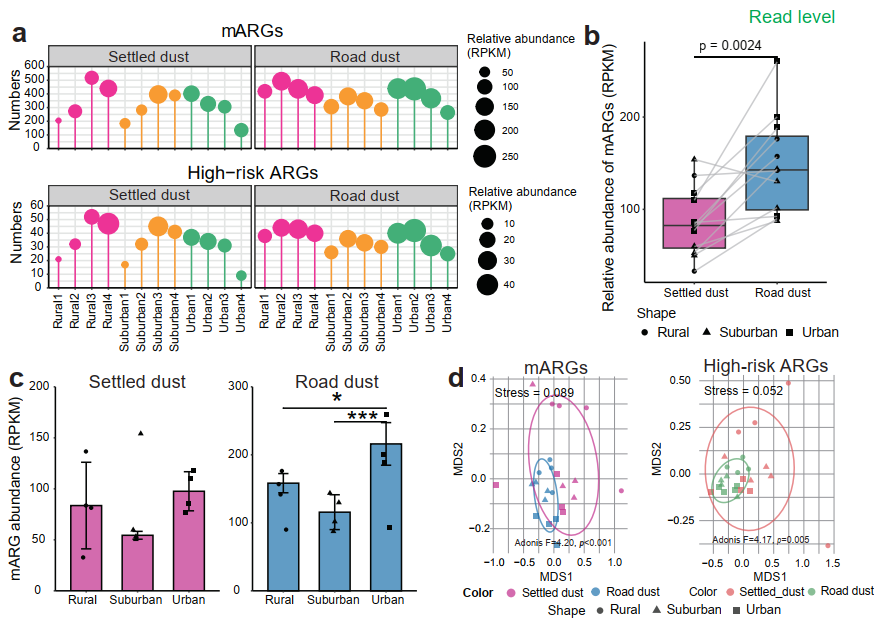 a
mARGs
Settled dust
Road dust
Numbers
600
500
400
300
200
100
0
Relative abundance
(RPKM)
50
100
150
200
250
High−risk ARGs
Settled dust
Road dust
Numbers
60
50
40
30
20
10
0
Rural1
Rural2
Rural3
Rural4
Suburban1
Suburban2
Suburban3
Suburban4
Urban1
Urban2
Urban3
Urban4
Rural1
Rural2
Rural3
Rural4
Suburban1
Suburban2
Suburban3
Suburban4
Urban1
Urban2
Urban3
Urban4
Relative abundance
(RPKM)
10
20
30
40
b
Read level
p = 0.0024
Relative abundance of mARGs (RPKM)
200
100
Settled dust Road dust
Shape
Rural Suburban Urban
c
Settled dust
mARG abundance (RPKM)
200
150
100
50
0
Rural Suburban Urban
Road dust
300
200
100
0
*
***
Rural Suburban Urban
d
mARGs
Stress = 0.089
MDS2
0.4
0.2
0.0
−0.2
Adonis F=4.20, p<0.001
−1.0 −0.5 0.0 0.5 1.0
MDS1
High-risk ARGs
Stress = 0.052
MDS2
0.50
0.25
0.00
−0.25
Adonis F=4.17, p=0.005
−0.5 0.0 0.5 1.0 1.5
MDS1
Color Settled dust Road dust
Color Settled_dust Road dust
Shape Rural Suburban Urban